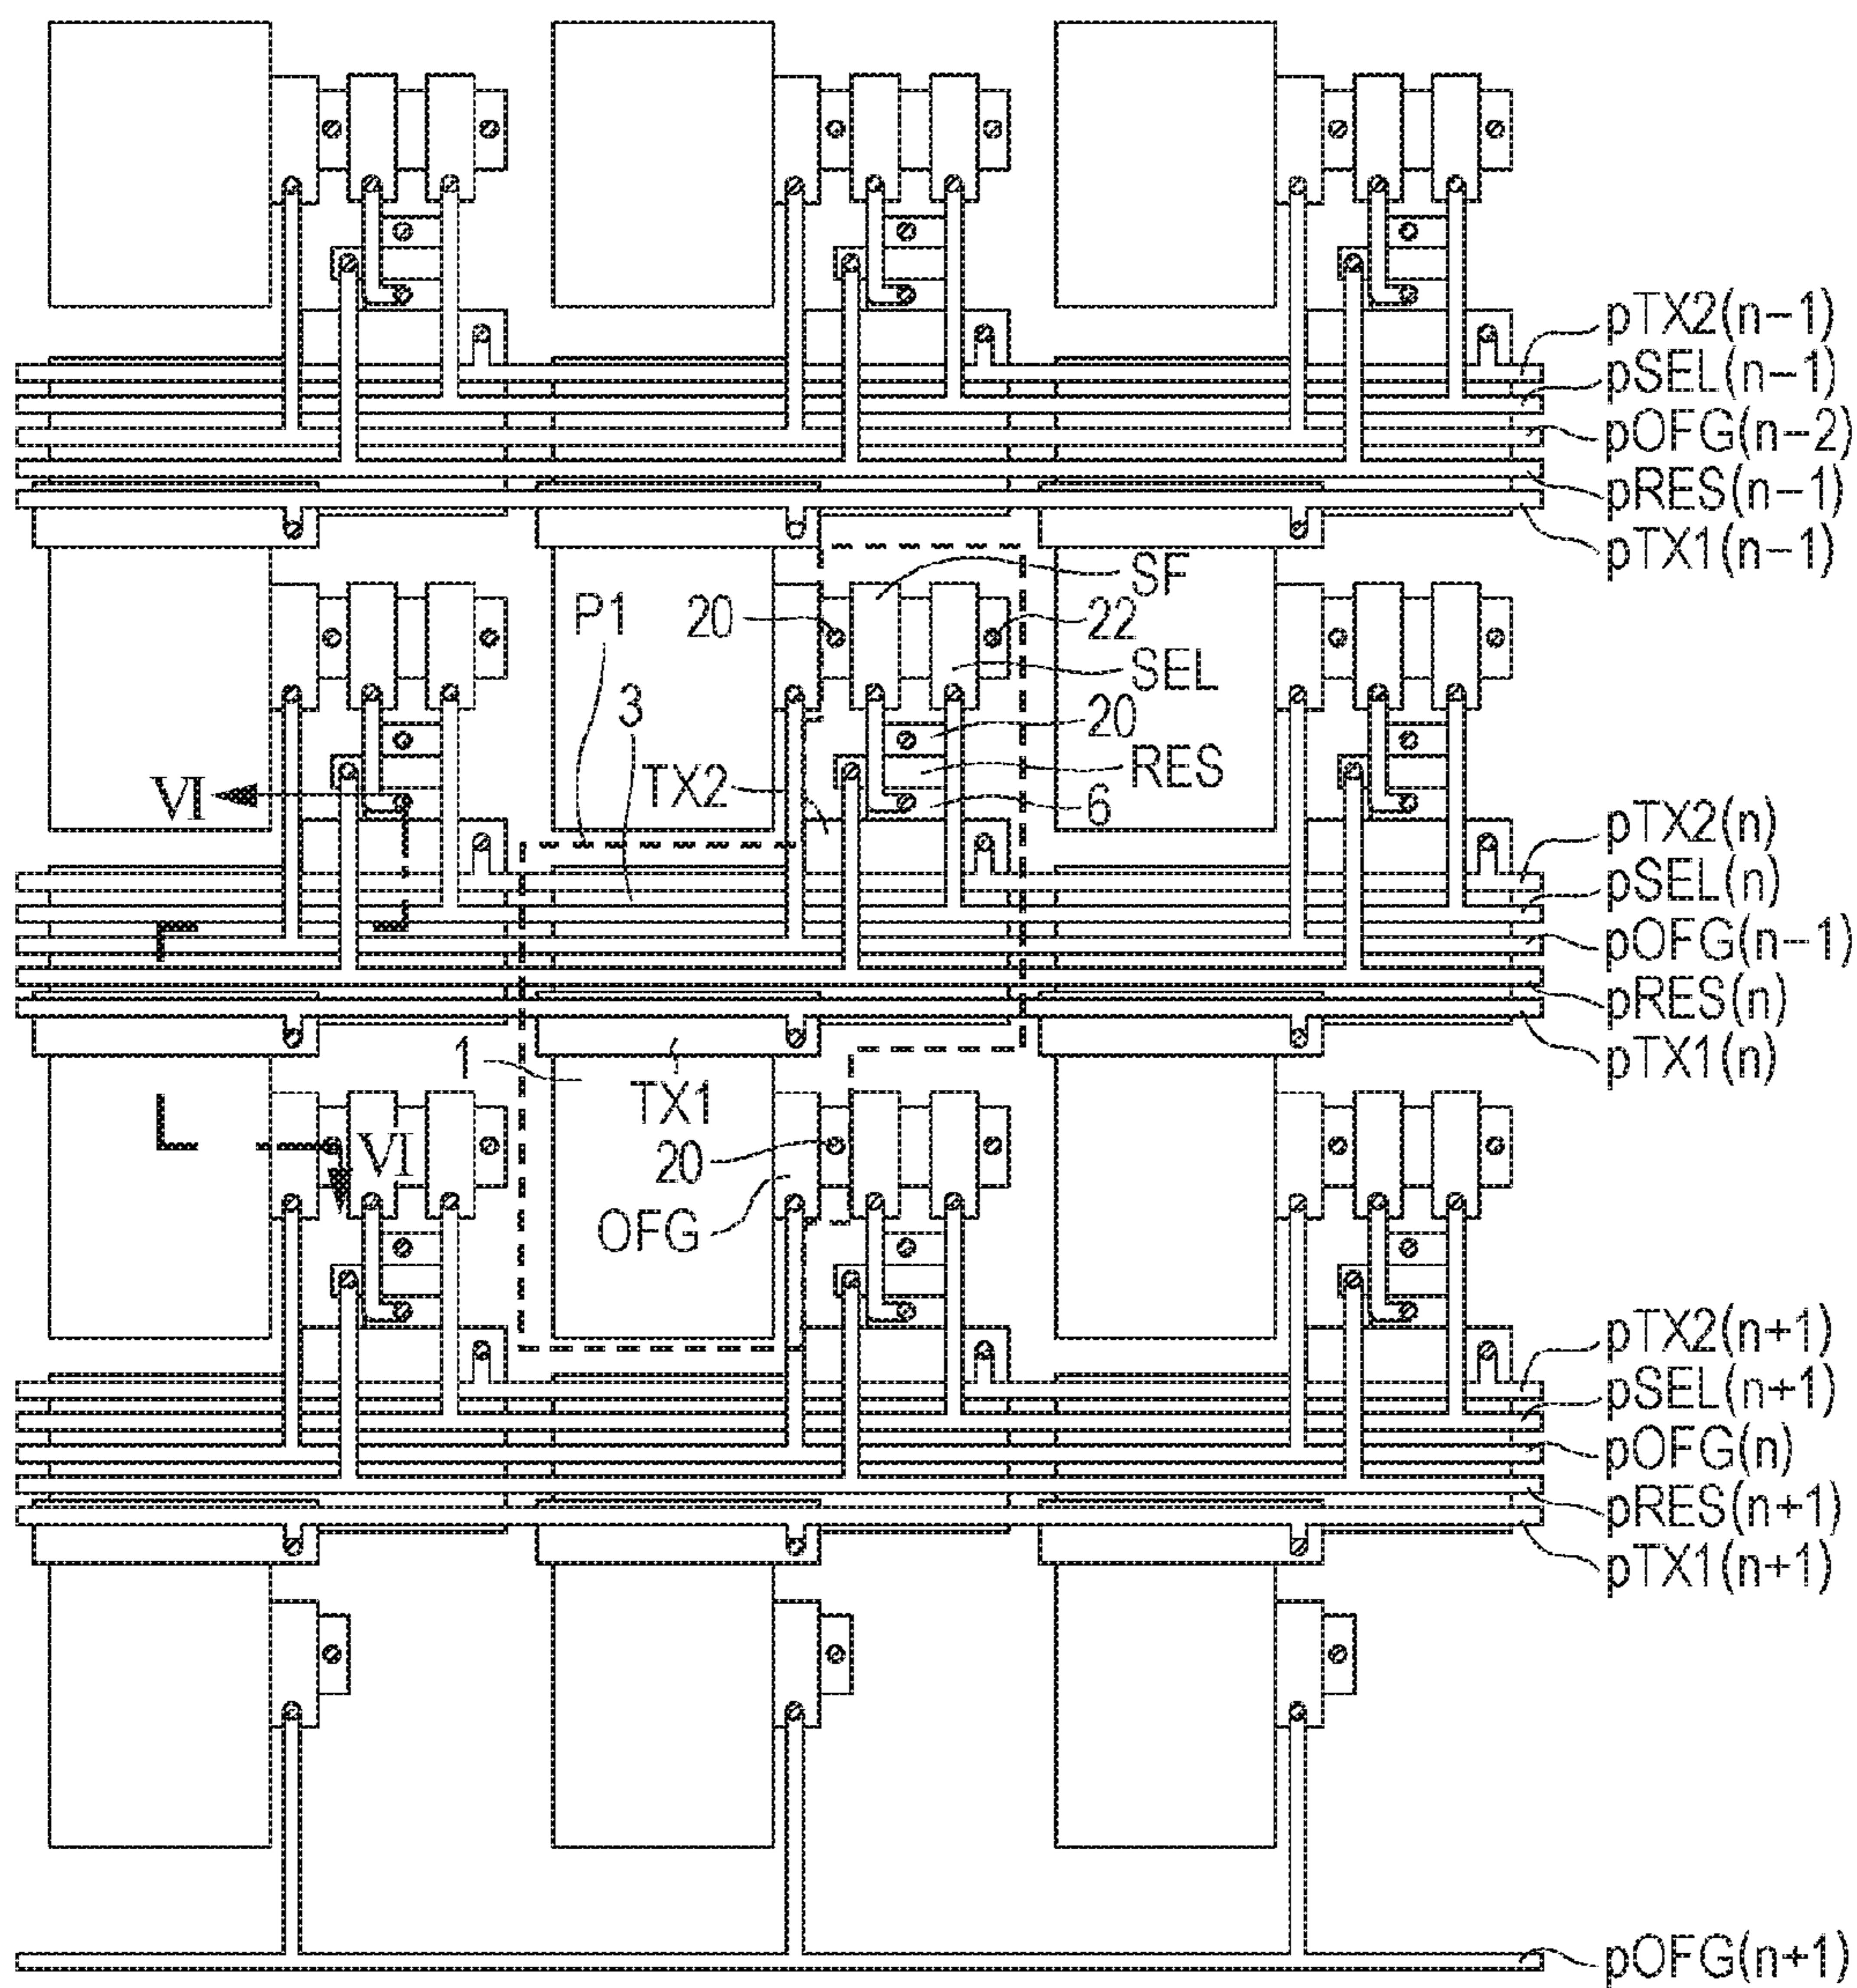 pTX2(n-1)
pSEL(n-1)
pOFG(n-2)
pRES(n-1)
pTX1(n-1)
SF
P1
20
22
SEL
3
20
TX2
RES
VI
6
pTX2(n)
pSEL(n)
pOFG(n-1)
pRES(n)
pTX1(n)
1
TX1
VI
20
OFG
pTX2(n+1)
pSEL(n+1)
pOFG(n)
pRES(n+1)
pTX1(n+1)
pOFG(n+1)